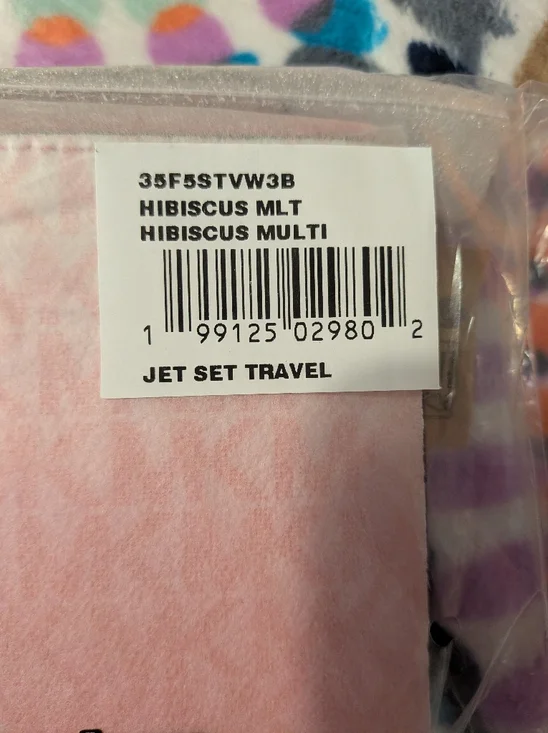 35F5STVW3B
HIBISCUS MLT
HIBISCUS MULTI
1 99125 02980 2
JET SET TRAVEL